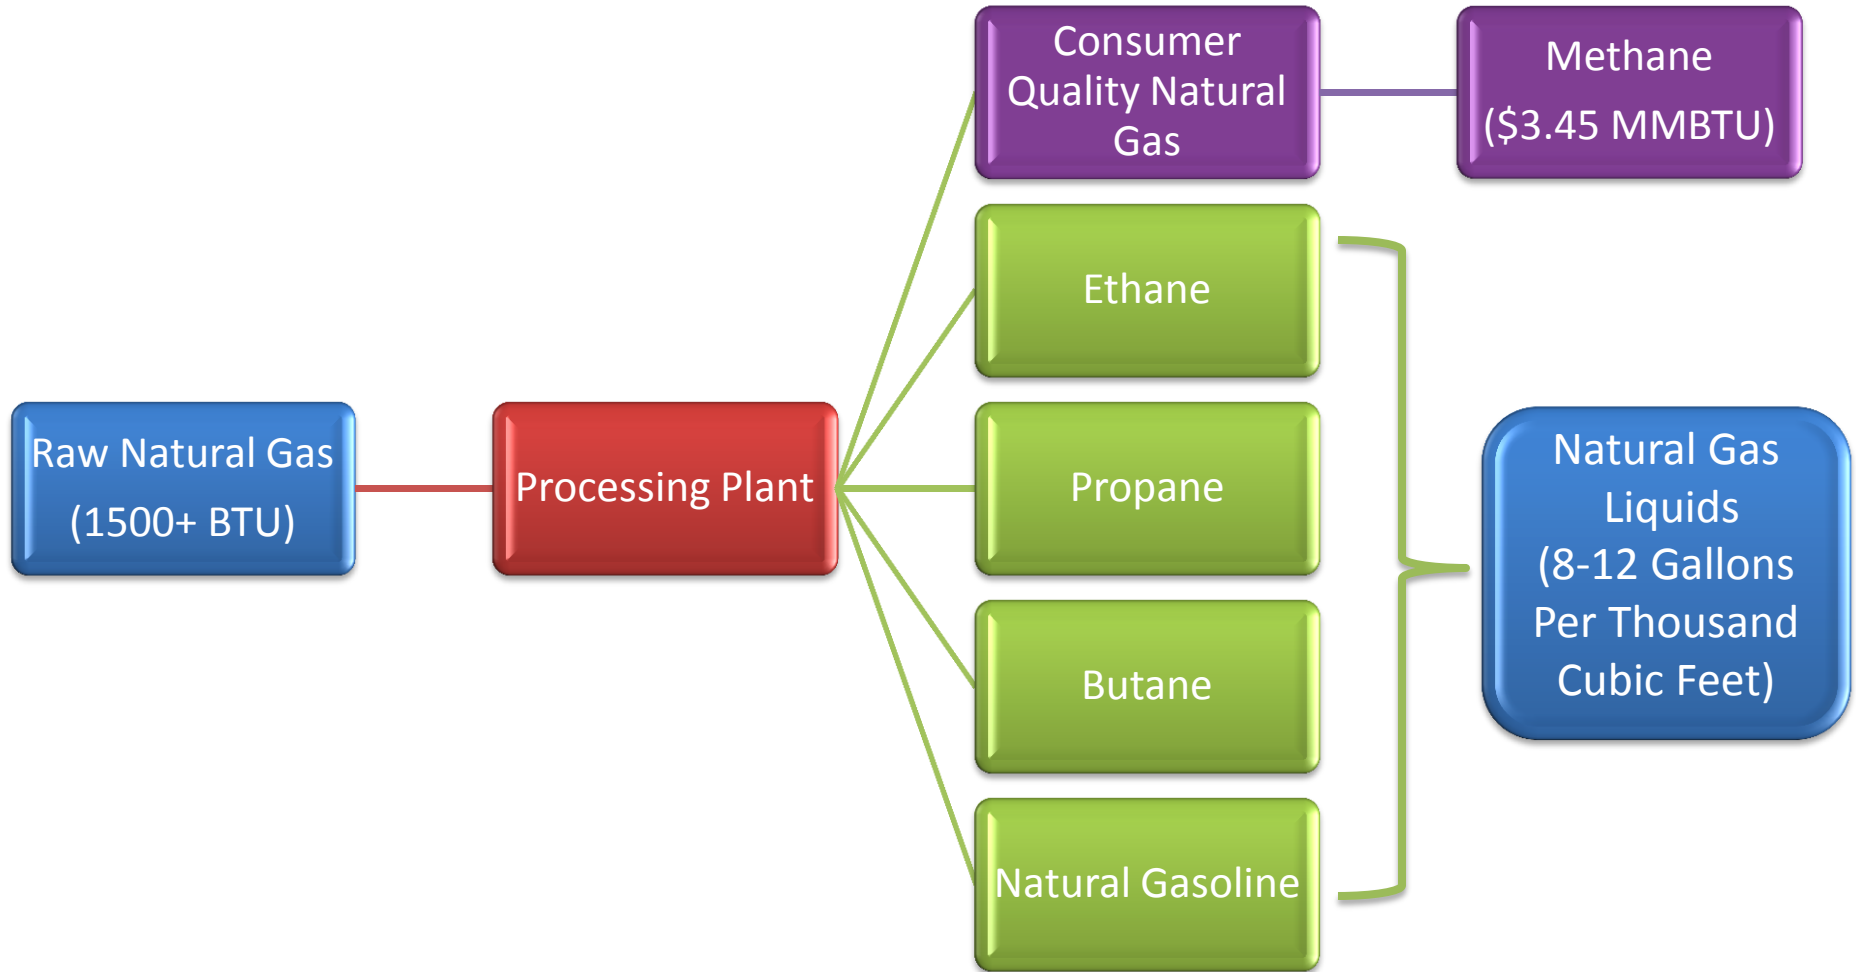 Raw Natural Gas
(1500+ BTU)
Processing Plant
Consumer
Quality Natural
Gas
Methane
($3.45 MMBTU)
Ethane
Propane
Butane
Natural Gasoline
Natural Gas
Liquids
(8-12 Gallons
Per Thousand
Cubic Feet)